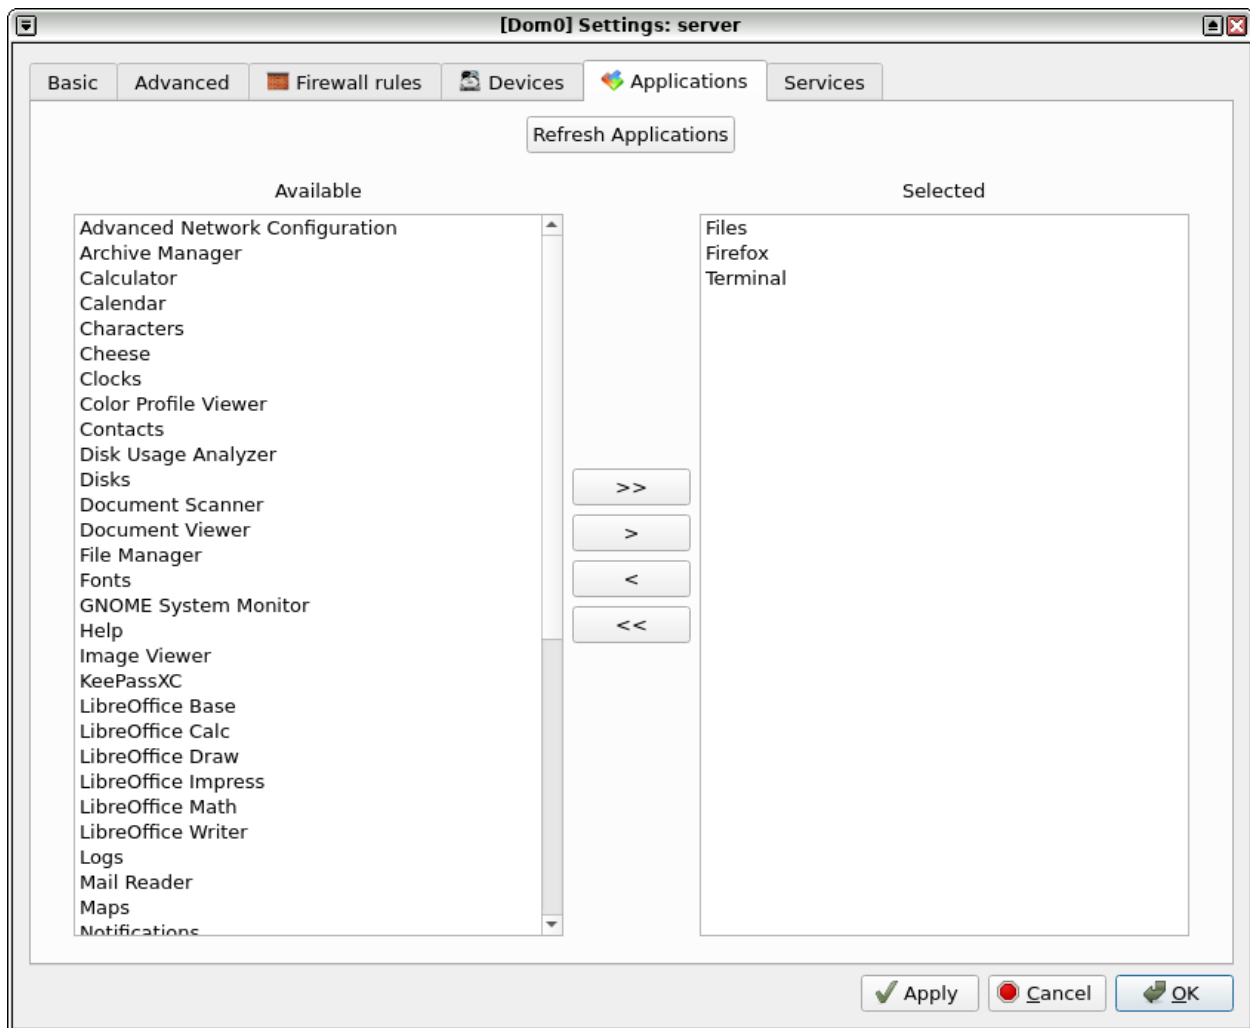 [Dom0] Settings: server
Basic
Advanced
Firewall rules
Devices
Applications
Services
Refresh Applications
Available
Selected
Advanced Network Configuration
Archive Manager
Calculator
Calendar
Characters
Cheese
Clocks
Color Profile Viewer
Contacts
Disk Usage Analyzer
Disks
Document Scanner
Document Viewer
File Manager
Fonts
GNOME System Monitor
Help
Image Viewer
KeePassXC
LibreOffice Base
LibreOffice Calc
LibreOffice Draw
LibreOffice Impress
LibreOffice Math
LibreOffice Writer
Logs
Mail Reader
Maps
Notifications
>>
>
<
<<
Files
Firefox
Terminal
Apply
Cancel
OK